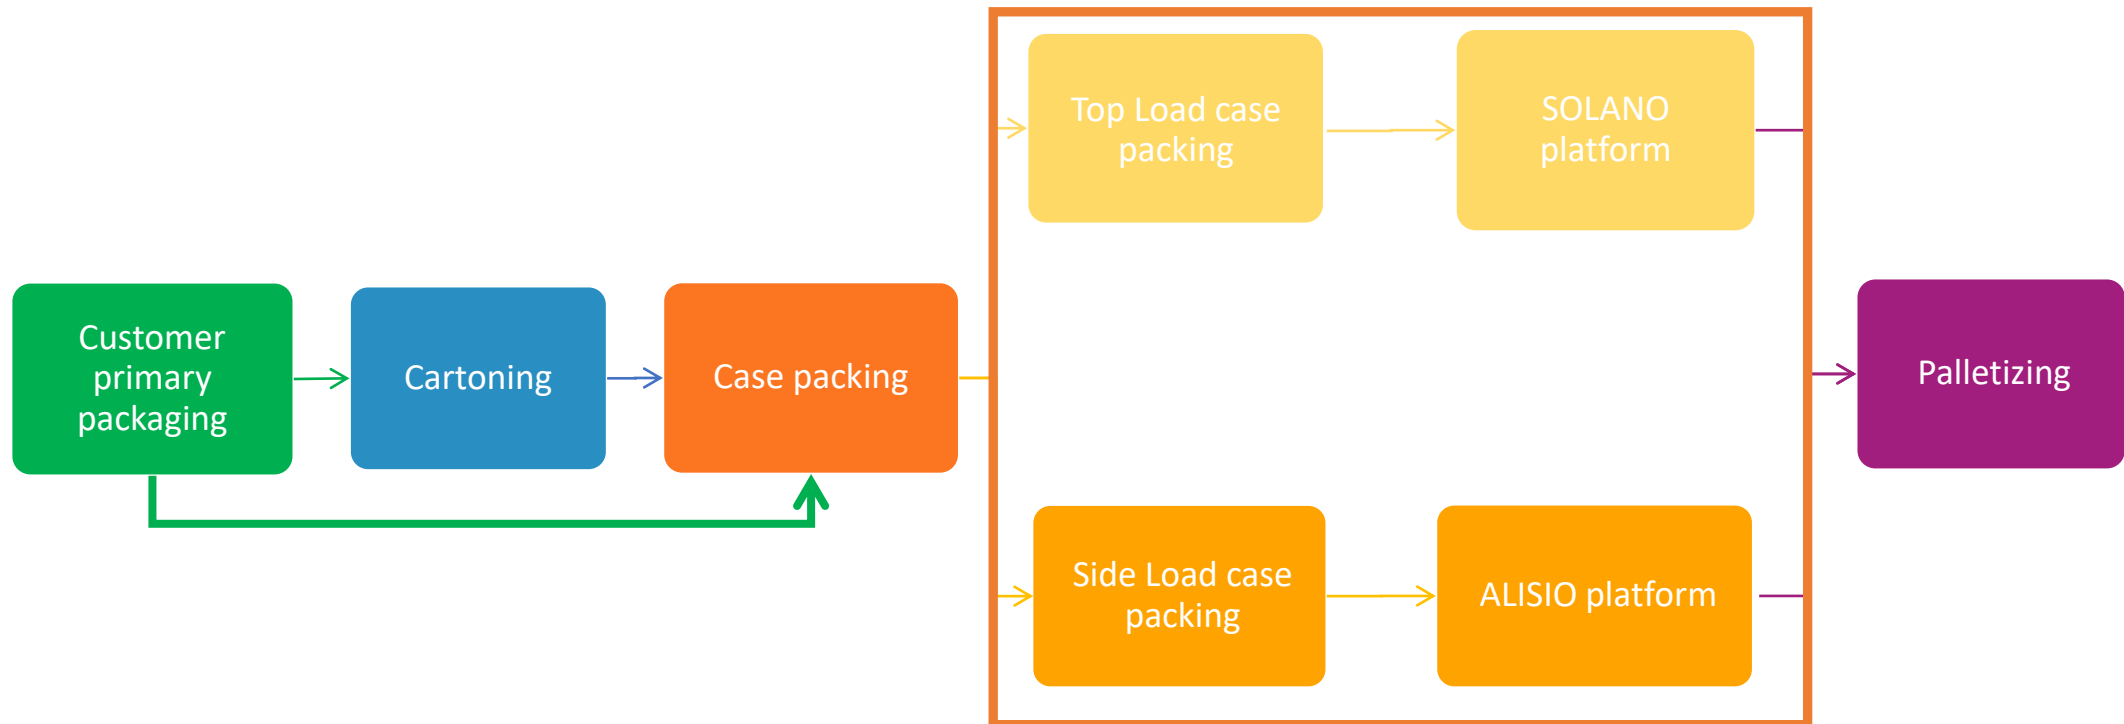 Customer
primary
packaging
Cartoning
Case packing
Top Load case
packing
SOLANO
platform
Side Load case
packing
ALISIO platform
Palletizing